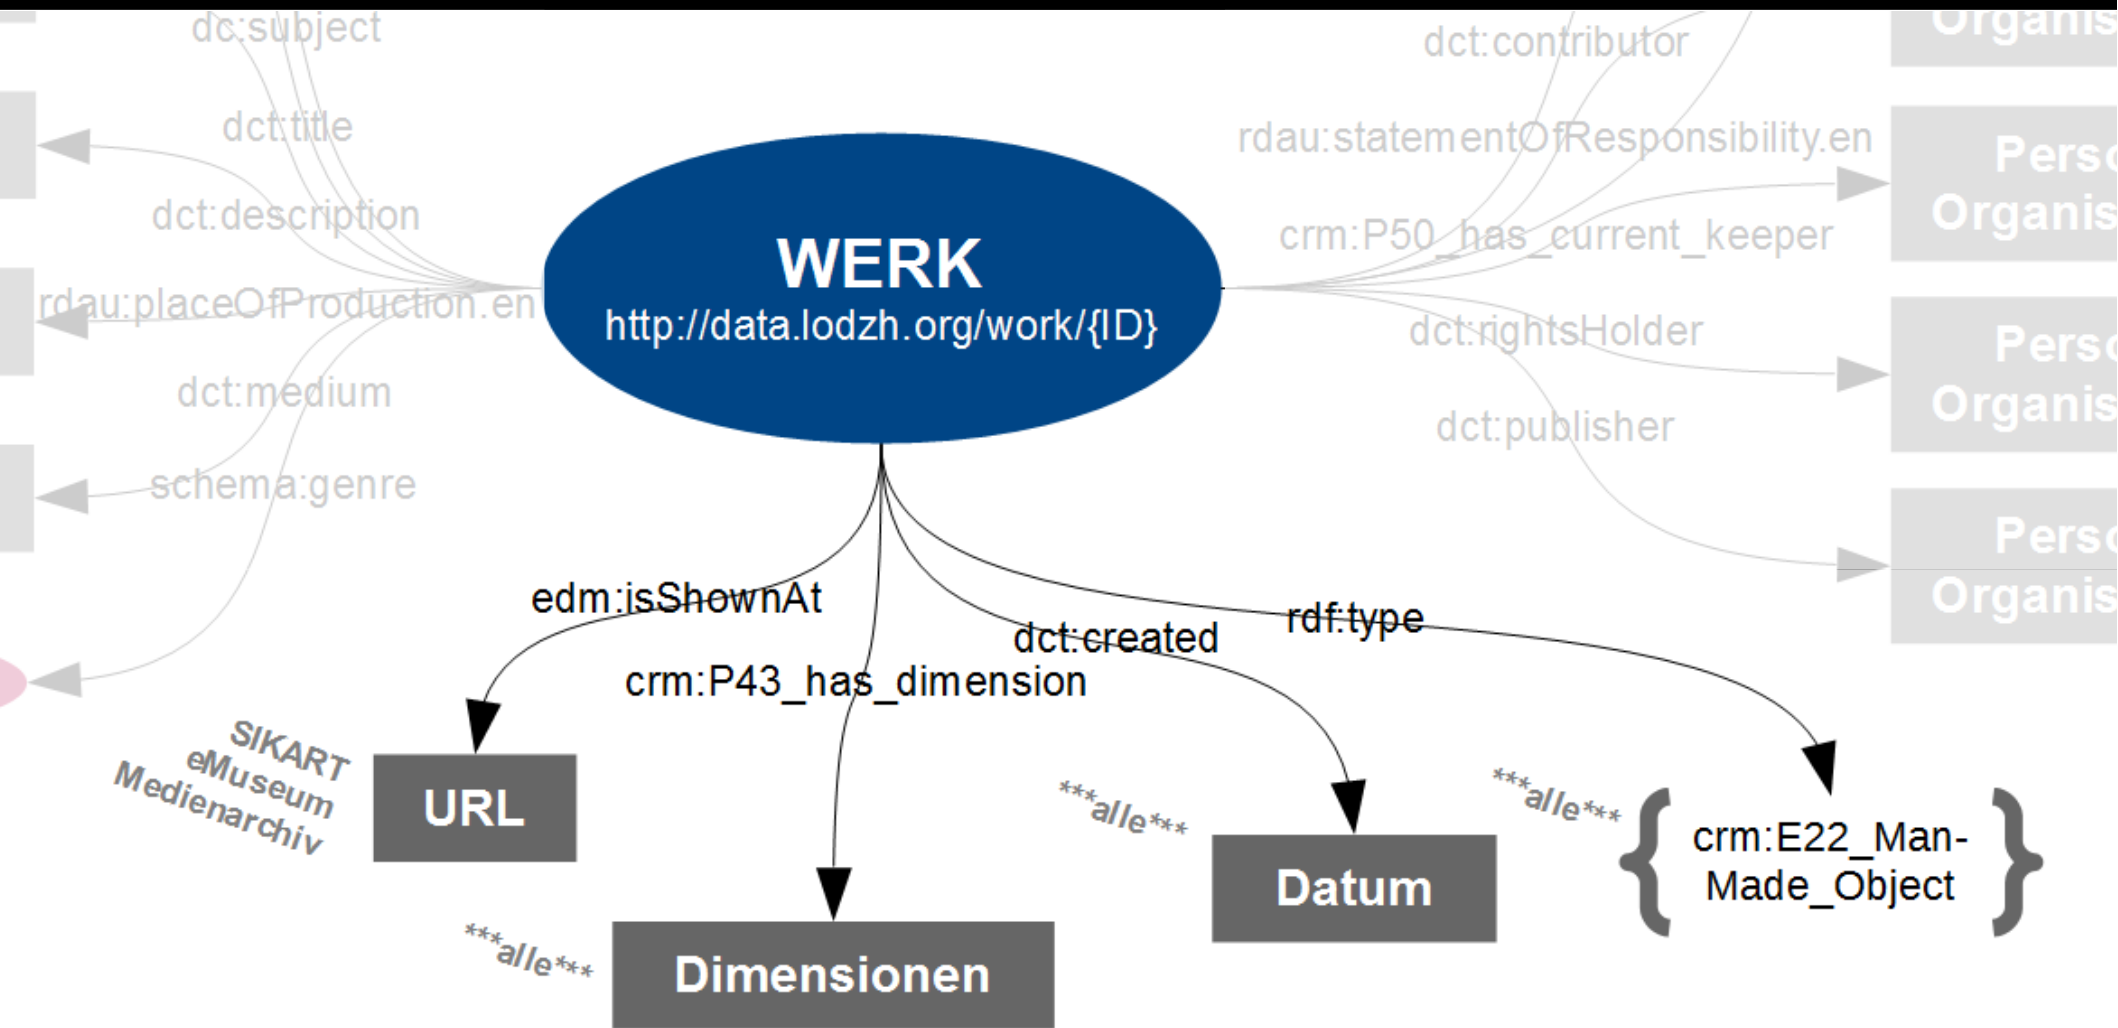 dc:subject
dct:title
dct:description
rdau:placeOfProduction.en
dct:medium
schema:genre
WERK
http://data.lodzh.org/work/{ID}
dct:contributor
rdau:statementOfResponsibility.en
crm:P50_has_current_keeper
dct:rightsHolder
dct:publisher
edm:isShownAt
crm:P43_has_dimension
dct:created
rdf:type
SIKART
eMuseum
Medienarchiv
URL
***alle***
Dimensionen
***alle***
Datum
***alle***
{ crm:E22_Man-
Made_Object }